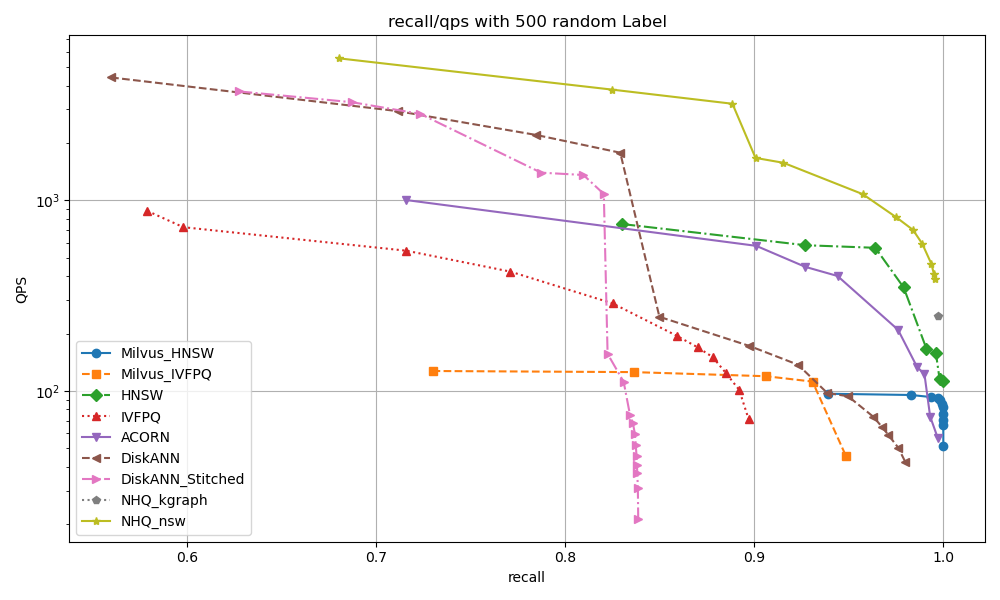 recall/qps with 500 random Label
QPS
10³
10²
Milvus_HNSW
Milvus_IVFPQ
HNSW
IVFPQ
ACORN
DiskANN
DiskANN_Stitched
NHQ_kgraph
NHQ_nsw
0.6 0.7 0.8 0.9 1.0
recall